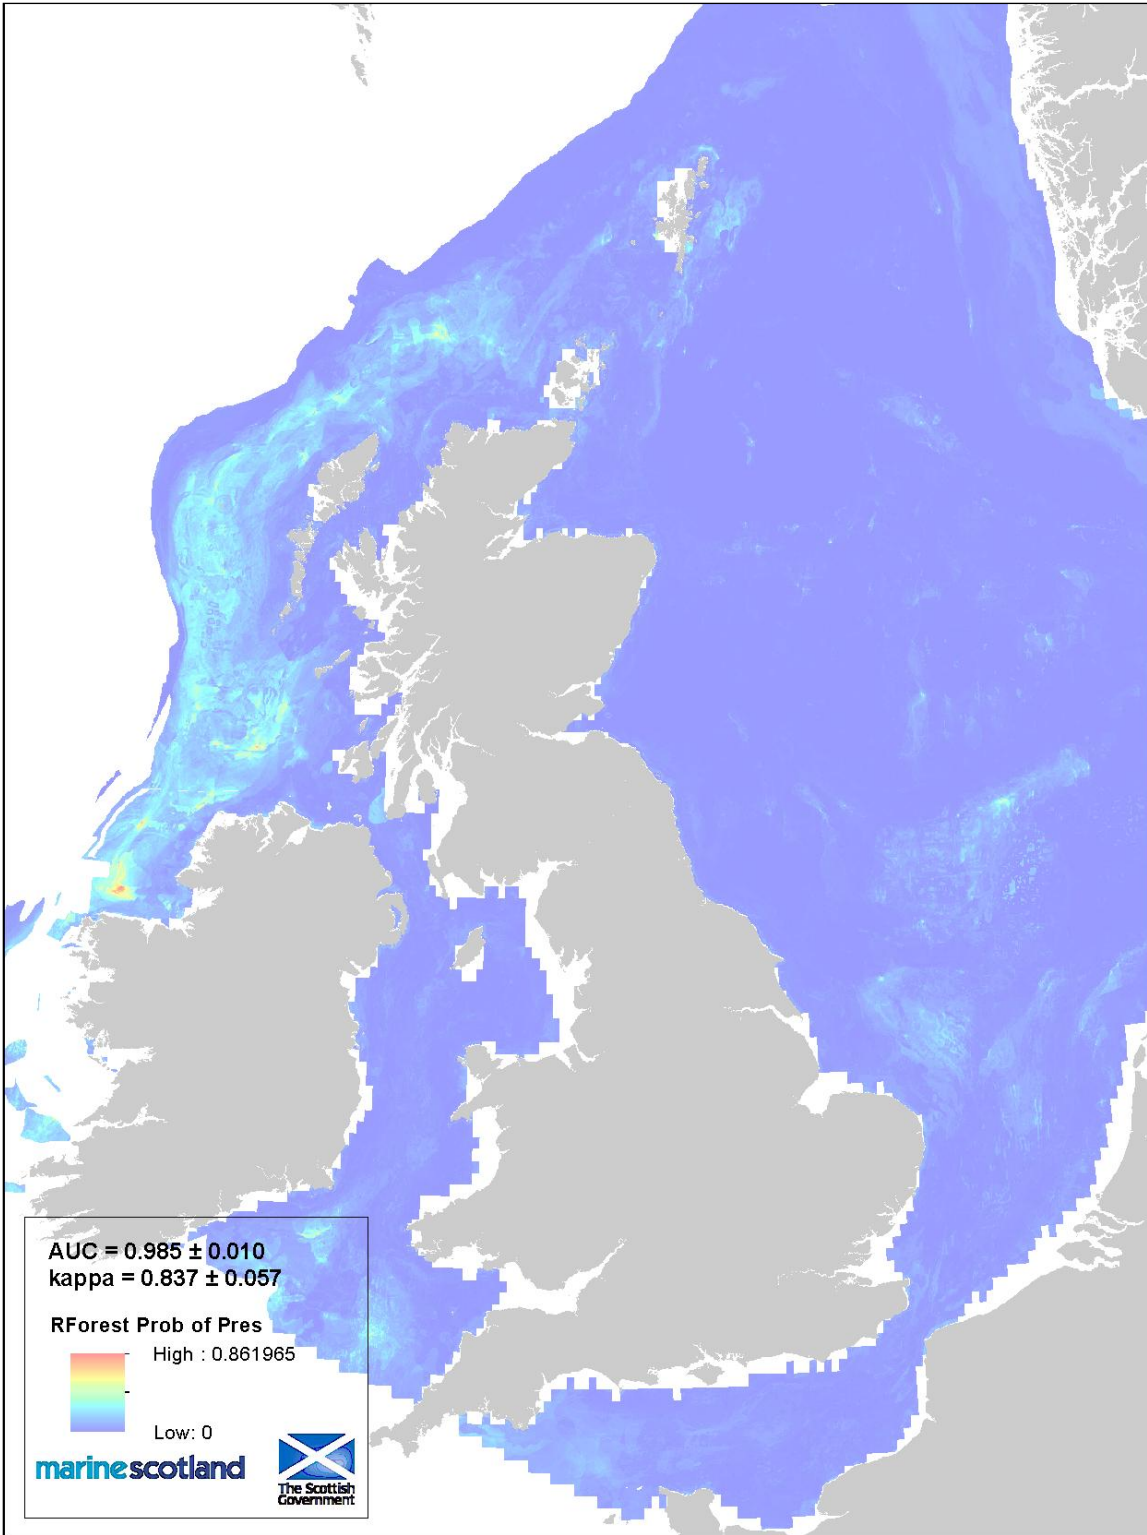 AUC = 0.985 ± 0.010
kappa = 0.837 ± 0.057
RForest Prob of Pres
High : 0.861965
Low: 0
marinescotland
The Scottish
Government